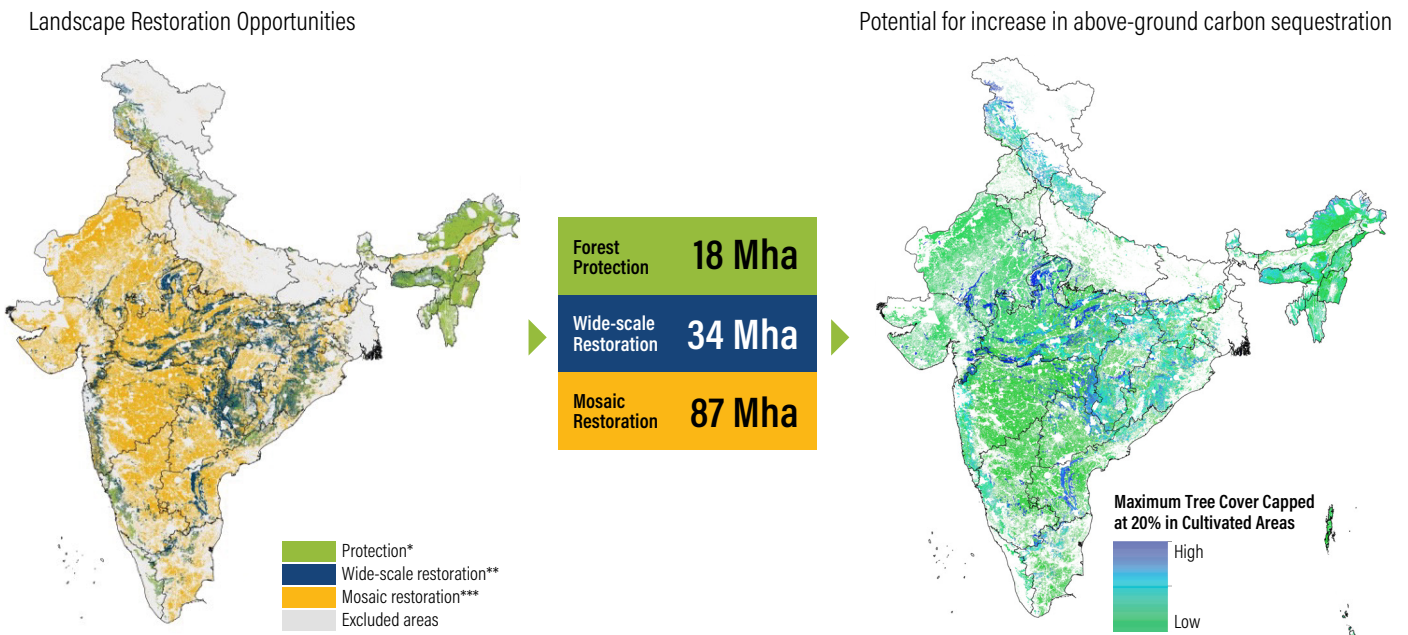 Landscape Restoration Opportunities
Potential for increase in above-ground carbon sequestration
Forest
Protection
18 Mha
Wide-scale
Restoration
34 Mha
Mosaic
Restoration
87 Mha
Protection*
Wide-scale restoration**
Mosaic restoration***
Excluded areas
Maximum Tree Cover Capped
at 20% in Cultivated Areas
High
Low